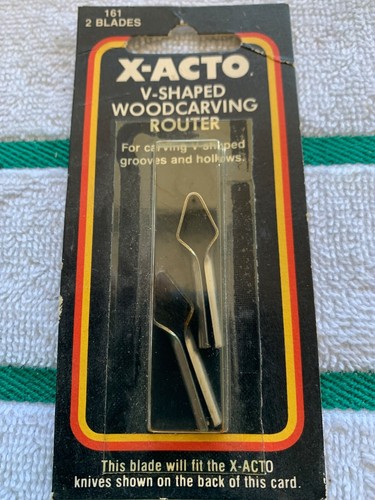 161
2 BLADES
X-ACTO
V-SHAPED
WOODCARVING
ROUTER
For carving V-shaped
grooves and hollows.
This blade will fit the X-ACTO
knives shown on the back of this card.